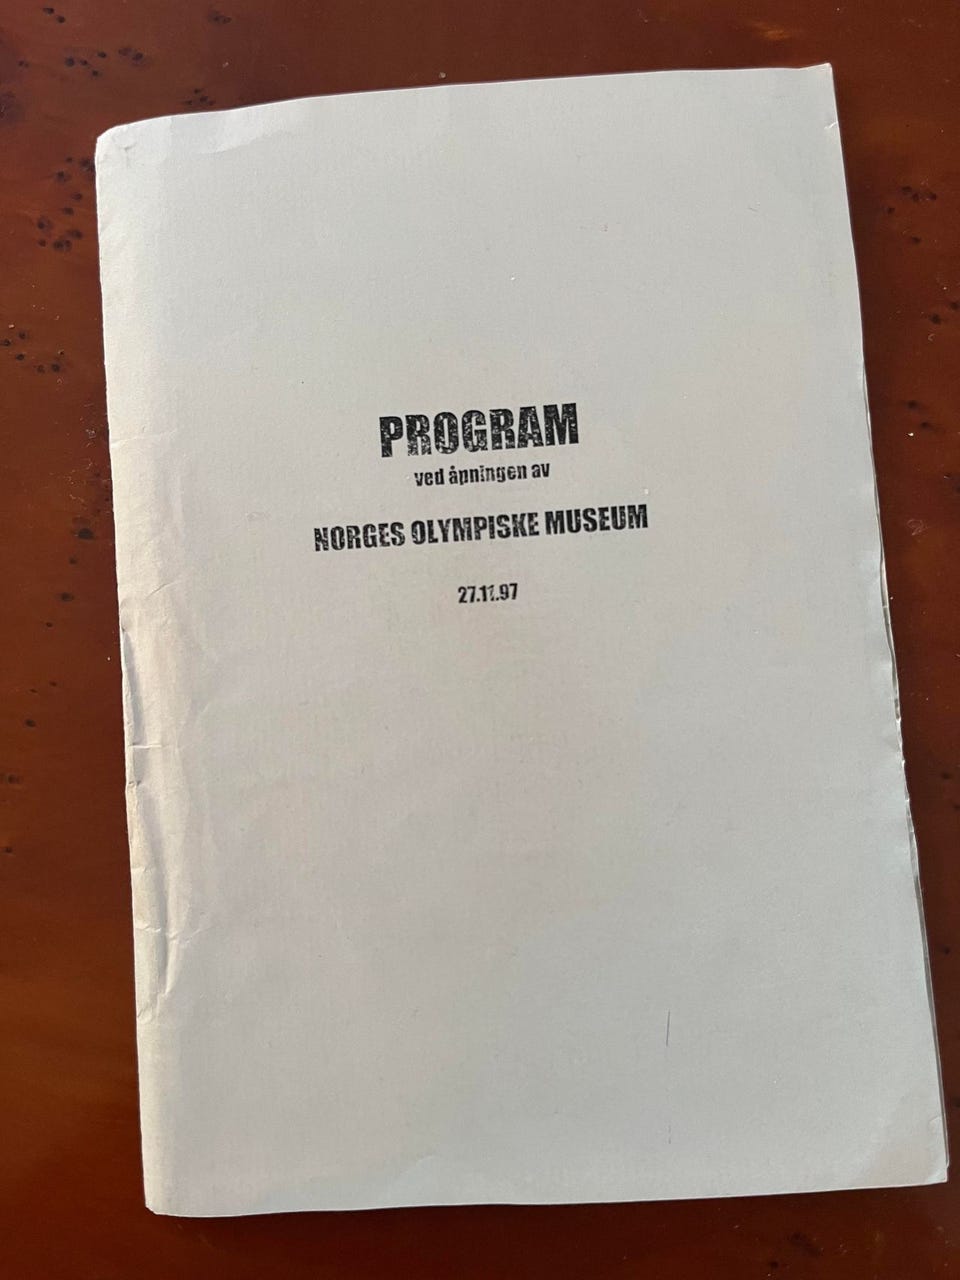 PROGRAM
ved åpningen av
NORGES OLYMPISKE MUSEUM
27.11.97